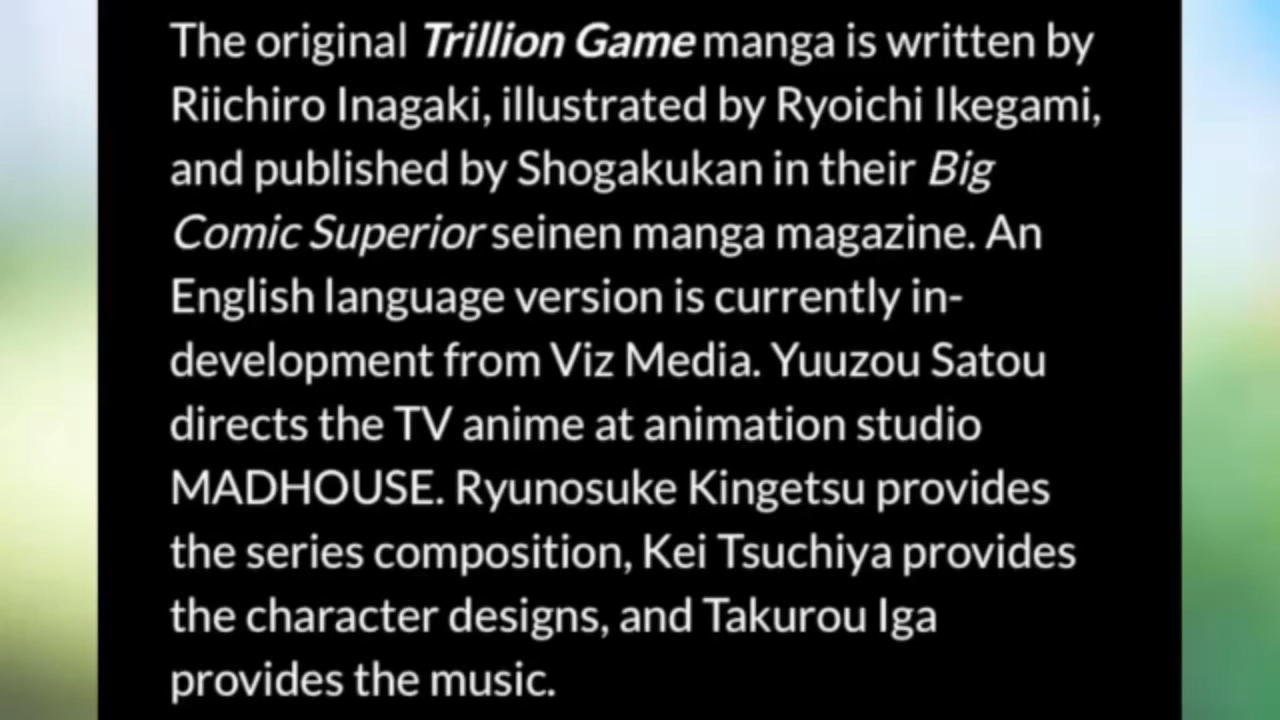 The original Trillion Game manga is written by
Riichiro Inagaki, illustrated by Ryoichi Ikegami,
and published by Shogakukan in their Big
Comic Superior seinen manga magazine. An
English language version is currently in-
development from Viz Media. Yuuzou Satou
directs the TV anime at animation studio
MADHOUSE. Ryunosuke Kingetsu provides
the series composition, Kei Tsuchiya provides
the character designs, and Takurou Iga
provides the music.